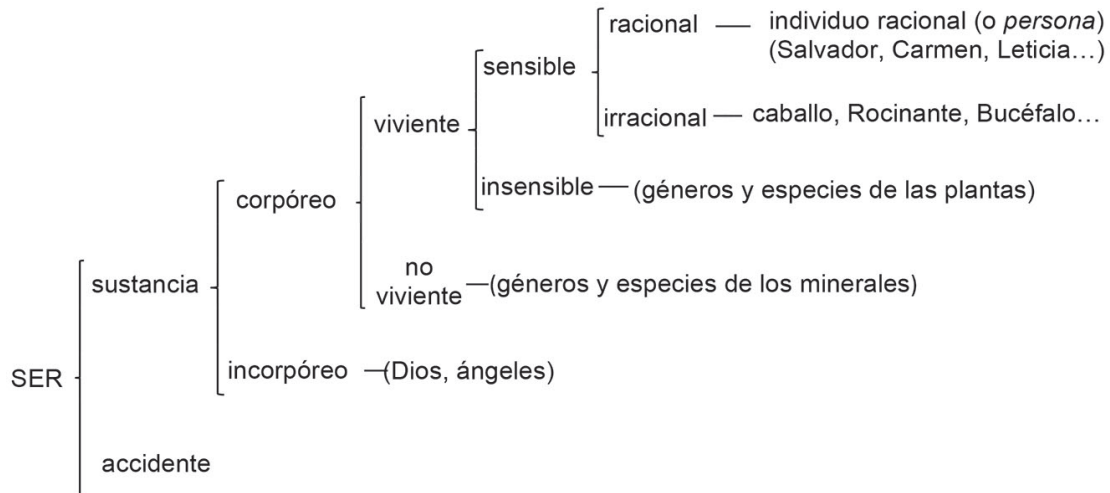 racional — individuo racional (o persona)
(Salvador, Carmen, Leticia…)
sensible
irracional — caballo, Rocinante, Bucéfalo…
viviente
insensible — (géneros y especies de las plantas)
corpóreo
no
viviente — (géneros y especies de los minerales)
sustancia
incorpóreo — (Dios, ángeles)
SER
accidente